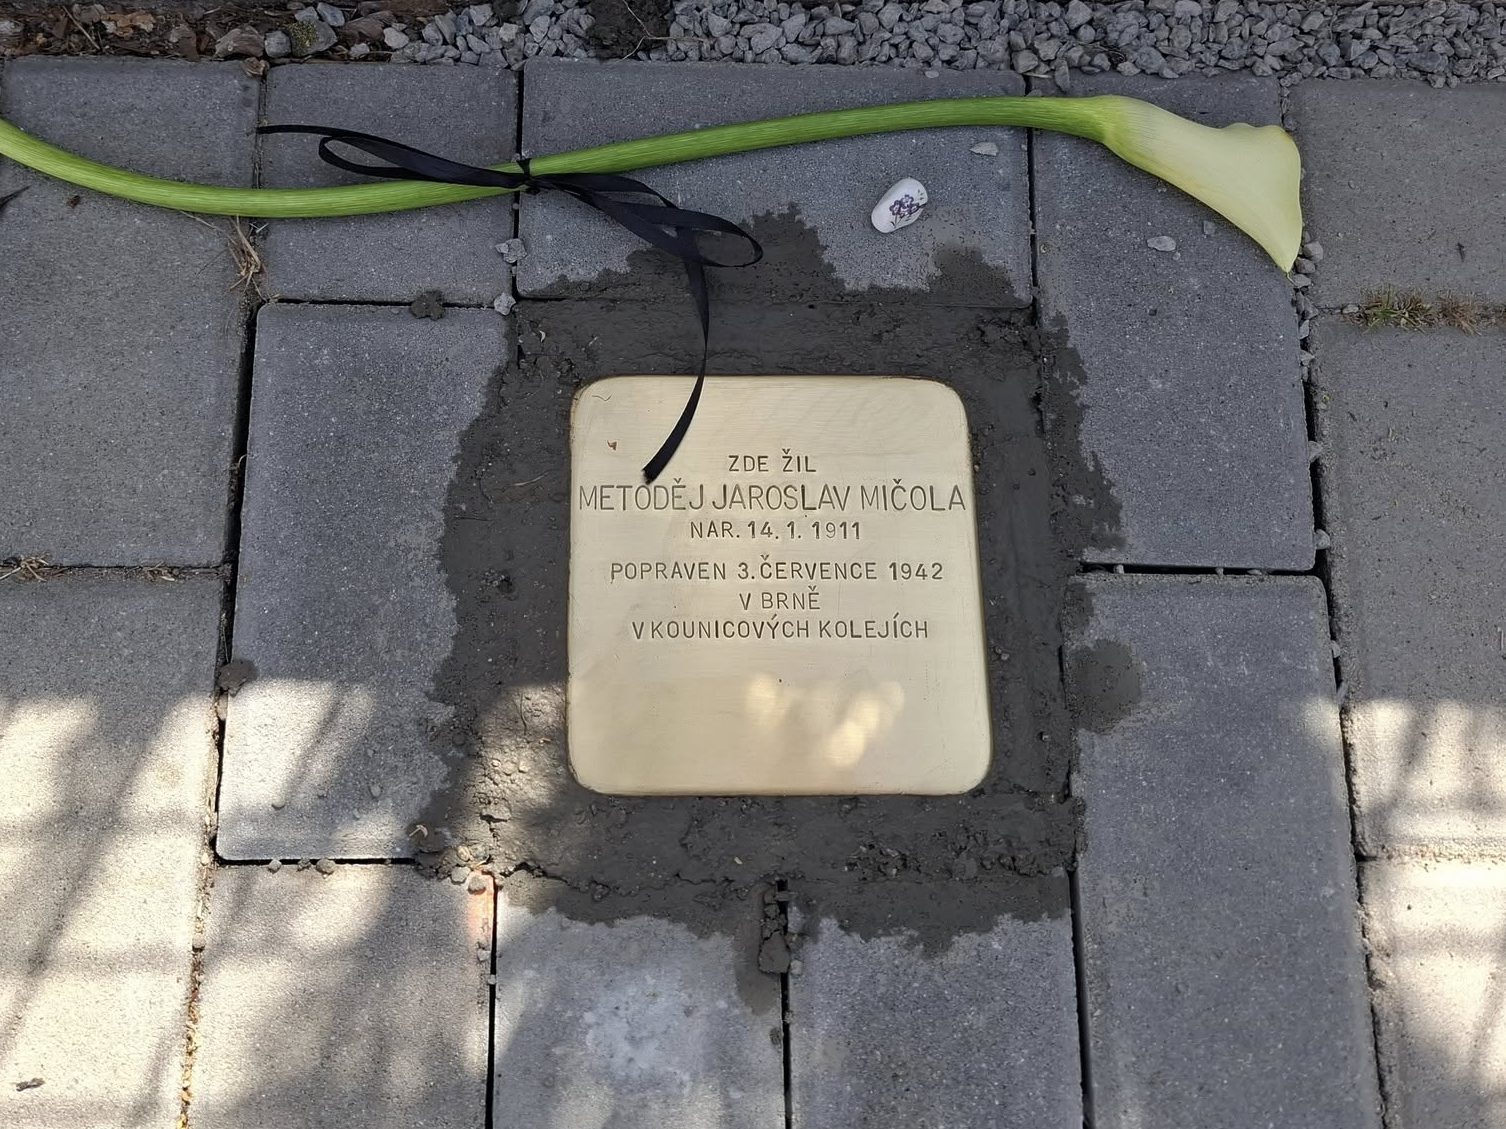 ZDE ŽIL
METODĚJ JAROSLAV MIČOLA
NAR. 14. 1. 1911
POPRAVEN 3. ČERVENCE 1942
V BRNĚ
V KOUNICOVÝCH KOLEJÍCH